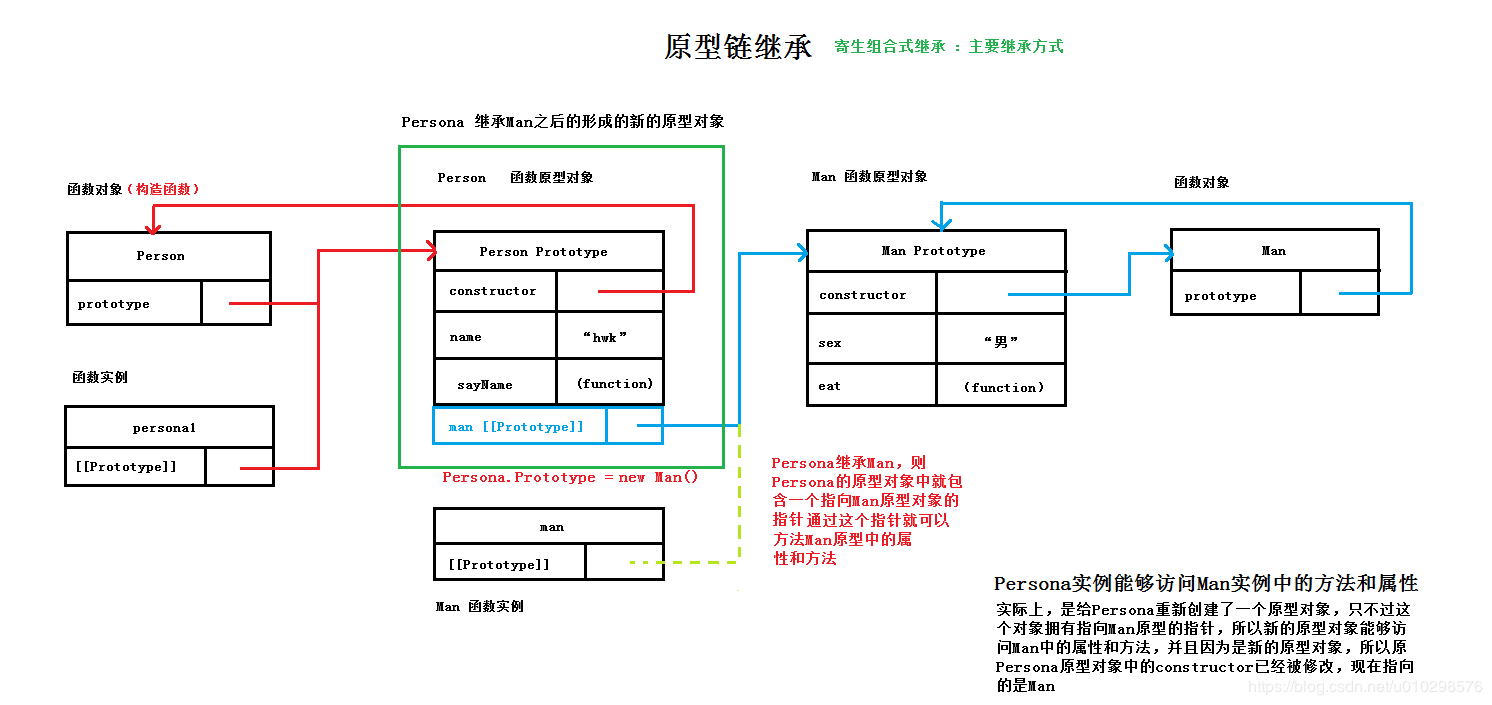 原型链继承
寄生组合式继承 ：主要继承方式
Persona 继承Man之后的形成的新的原型对象
函数对象（构造函数）
Person 函数原型对象
Man 函数原型对象
函数对象
Person
prototype
Person Prototype
constructor
name “hwk”
sayName (function)
man [[Prototype]]
Man Prototype
constructor
sex “男”
eat (function)
Man
prototype
函数实例
persona1
[[Prototype]]
Persona.Prototype = new Man()
man
[[Prototype]]
Man 函数实例
Persona继承Man，则
Persona的原型对象中就包
含一个指向Man原型对象的
指针通过这个指针就可以
方法Man原型中的属
性和方法
Persona实例能够访问Man实例中的方法和属性
实际上，是给Persona重新创建了一个原型对象，只不过这
个对象拥有指向Man原型的指针，所以新的原型对象能够访
问Man中的属性和方法，并且因为是新的原型对象，所以原
Persona原型对象中的constructor已经被修改，现在指向
的是Man
https://blog.csdn.net/u010298576